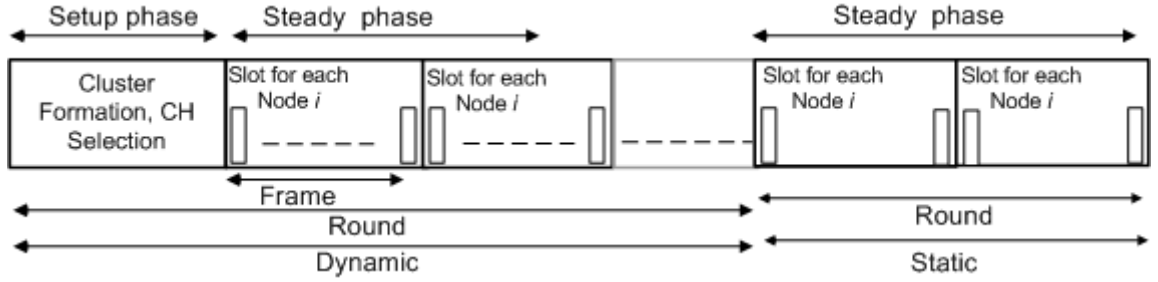 Setup phase
Steady phase
Steady phase
Cluster
Formation, CH
Selection
Slot for each
Node i
Slot for each
Node i
Slot for each
Node i
Slot for each
Node i
Frame
Round
Round
Dynamic
Static